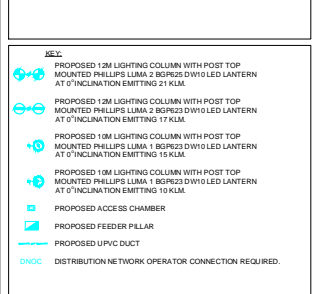 KEY:
PROPOSED 12M LIGHTING COLUMN WITH POST TOP
MOUNTED PHILLIPS LUMA 2 BGP625 DW10 LED LANTERN
AT 0° INCLINATION EMITTING 21 KLM.
PROPOSED 12M LIGHTING COLUMN WITH POST TOP
MOUNTED PHILLIPS LUMA 2 BGP623 DW10 LED LANTERN
AT 0° INCLINATION EMITTING 17 KLM.
PROPOSED 10M LIGHTING COLUMN WITH POST TOP
MOUNTED PHILLIPS LUMA 1 BGP623 DW10 LED LANTERN
AT 0° INCLINATION EMITTING 15 KLM.
PROPOSED 10M LIGHTING COLUMN WITH POST TOP
MOUNTED PHILLIPS LUMA 1 BGP623 DW10 LED LANTERN
AT 0° INCLINATION EMITTING 10 KLM.
PROPOSED ACCESS CHAMBER
PROPOSED FEEDER PILLAR
PROPOSED UPVC DUCT
DNOC DISTRIBUTION NETWORK OPERATOR CONNECTION REQUIRED.